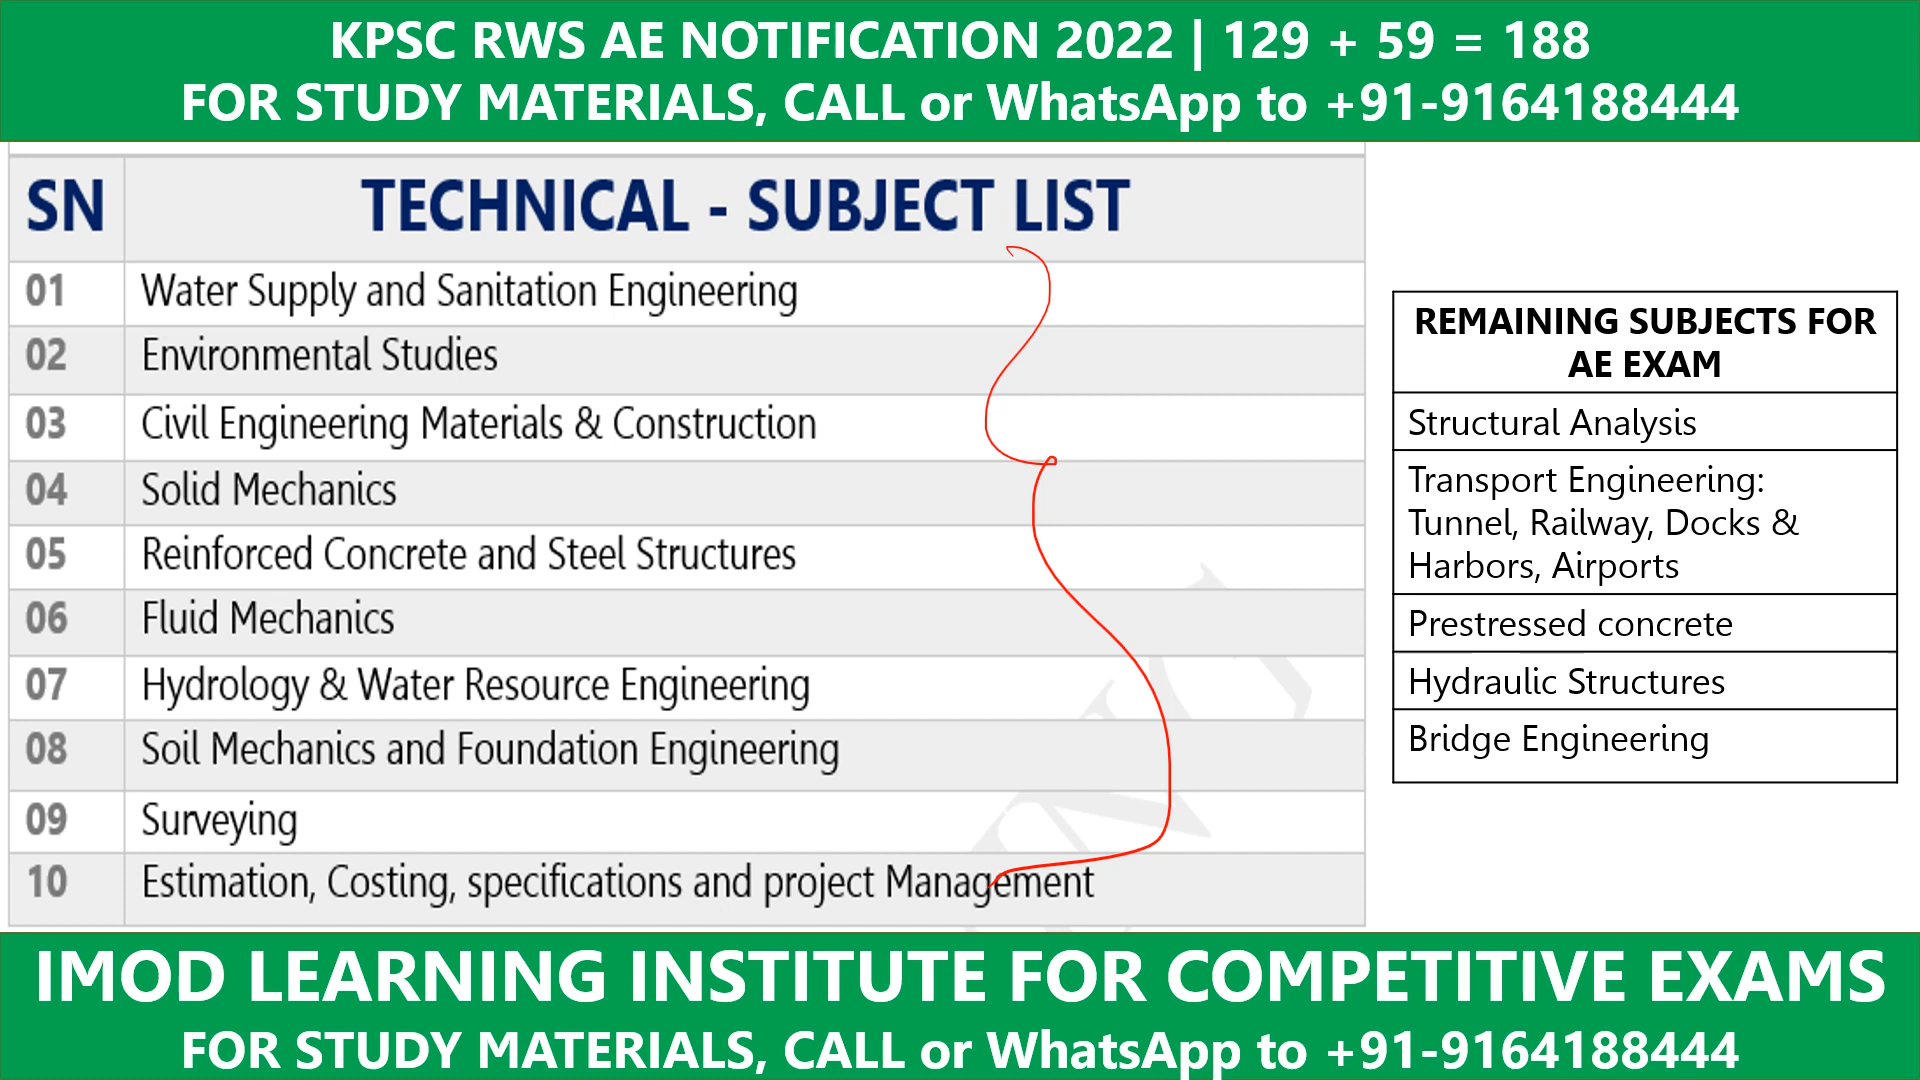 KPSC RWS AE NOTIFICATION 2022 | 129 + 59 = 188
FOR STUDY MATERIALS, CALL or WhatsApp to +91-9164188444
SN TECHNICAL - SUBJECT LIST
01 Water Supply and Sanitation Engineering
02 Environmental Studies
03 Civil Engineering Materials & Construction
04 Solid Mechanics
05 Reinforced Concrete and Steel Structures
06 Fluid Mechanics
07 Hydrology & Water Resource Engineering
08 Soil Mechanics and Foundation Engineering
09 Surveying
10 Estimation, Costing, specifications and project Management
REMAINING SUBJECTS FOR
AE EXAM
Structural Analysis
Transport Engineering:
Tunnel, Railway, Docks &
Harbors, Airports
Prestressed concrete
Hydraulic Structures
Bridge Engineering
IMOD LEARNING INSTITUTE FOR COMPETITIVE EXAMS
FOR STUDY MATERIALS, CALL or WhatsApp to +91-9164188444